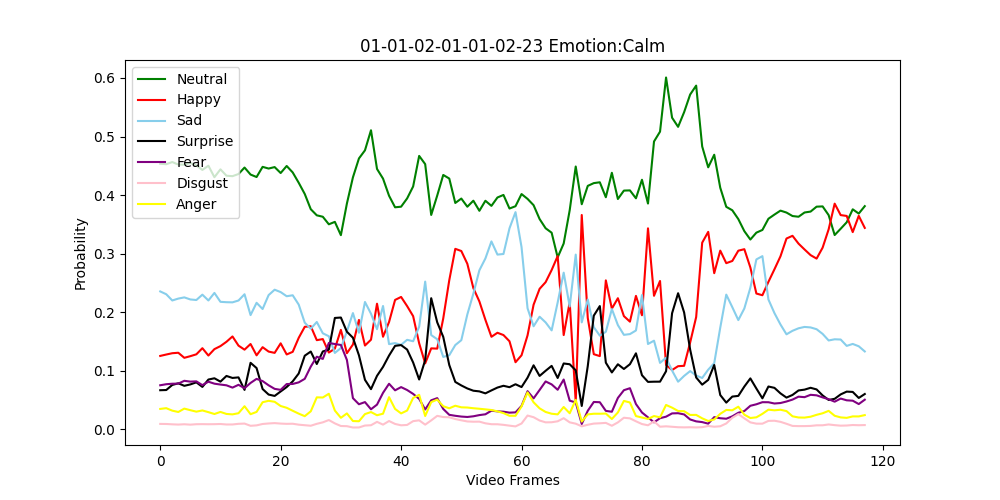 01-01-02-01-01-02-23 Emotion:Calm
Neutral
Happy
Sad
Surprise
Fear
Disgust
Anger
Probability
0.6
0.5
0.4
0.3
0.2
0.1
0.0
0 20 40 60 80 100 120
Video Frames